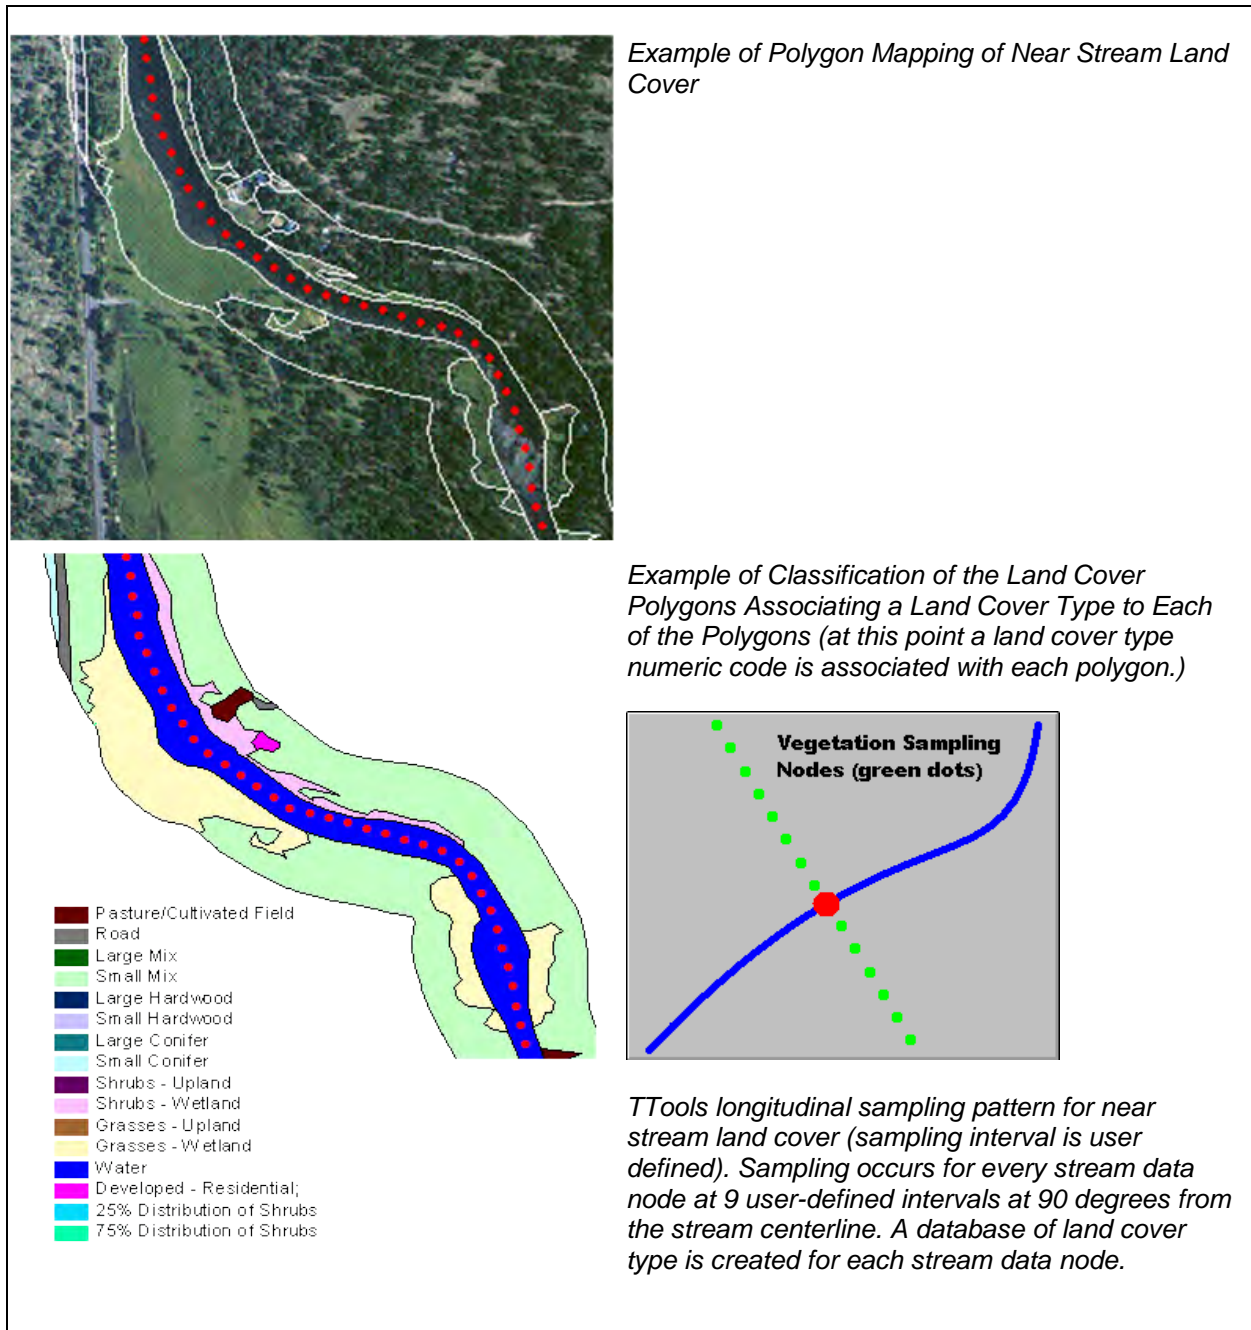 Example of Polygon Mapping of Near Stream Land
Cover
Example of Classification of the Land Cover
Polygons Associating a Land Cover Type to Each
of the Polygons (at this point a land cover type
numeric code is associated with each polygon.)
Pasture/Cultivated Field
Road
Large Mix
Small Mix
Large Hardwood
Small Hardwood
Large Conifer
Small Conifer
Shrubs - Upland
Shrubs - Wetland
Grasses - Upland
Grasses - Wetland
Water
Developed - Residential;
25% Distribution of Shrubs
75% Distribution of Shrubs
Vegetation Sampling
Nodes (green dots)
TTools longitudinal sampling pattern for near
stream land cover (sampling interval is user
defined). Sampling occurs for every stream data
node at 9 user-defined intervals at 90 degrees from
the stream centerline. A database of land cover
type is created for each stream data node.